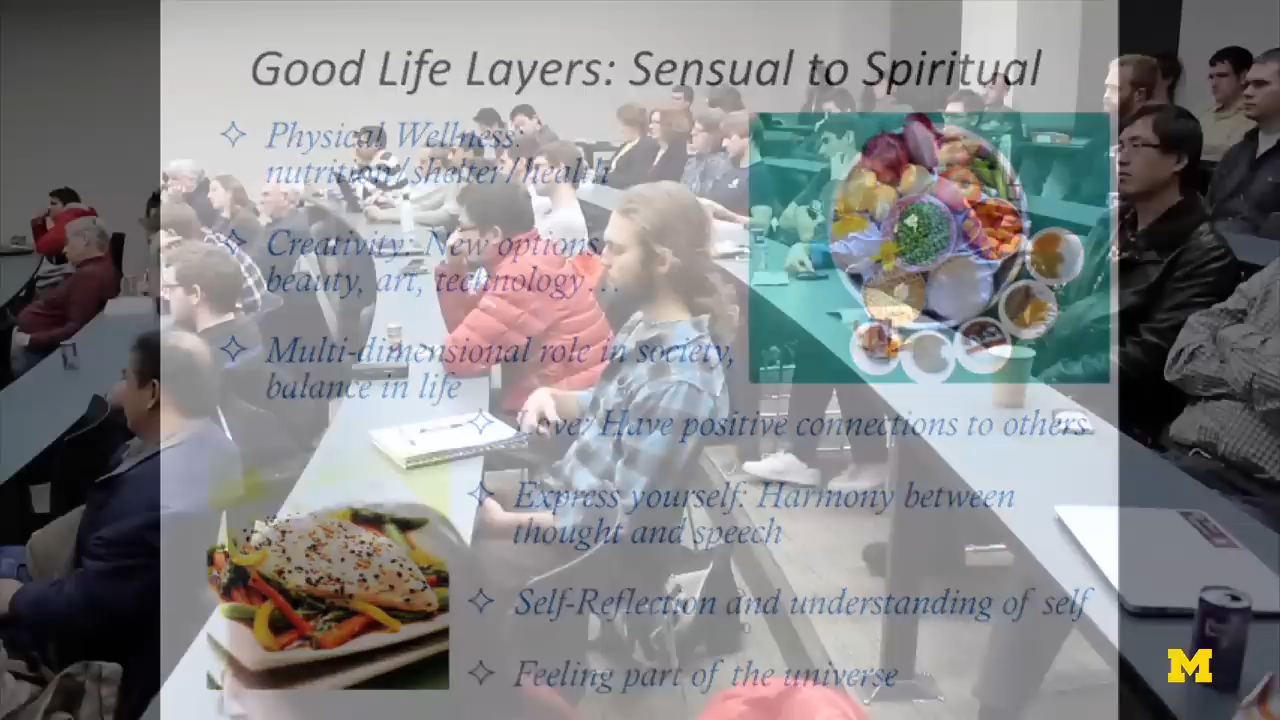 Good Life Layers: Sensual to Spiritual
Physical Wellness:
nutrition/shelter/health
Creativity: New options:
beauty, art, technology…
Multi-dimensional role in society,
balance in life
Love: Have positive connections to others
Express yourself: Harmony between
thought and speech
Self-Reflection and understanding of self
Feeling part of the universe
M